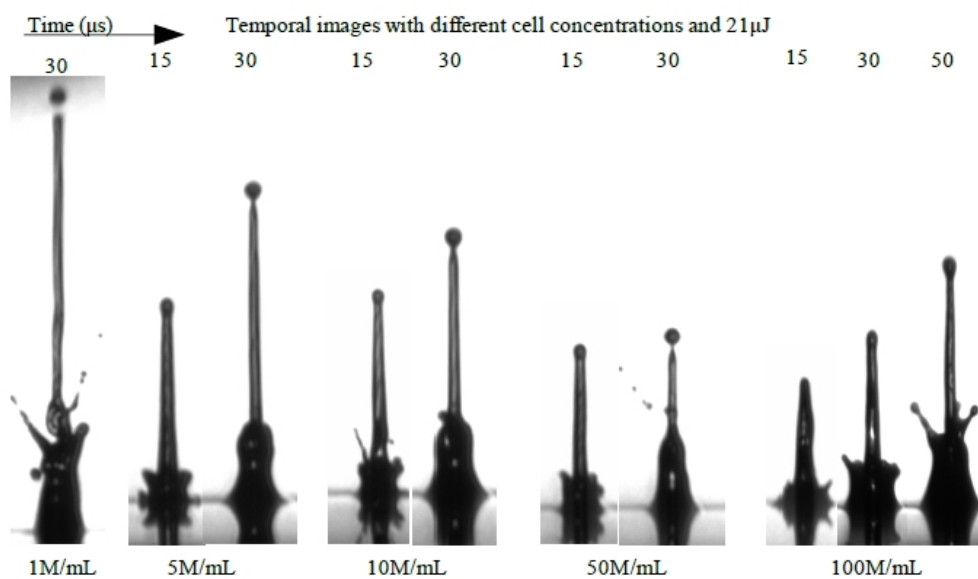 Time (μs) Temporal images with different cell concentrations and 21μJ
30 15 30 15 30 15 30 15 30 50
1M/mL 5M/mL 10M/mL 50M/mL 100M/mL